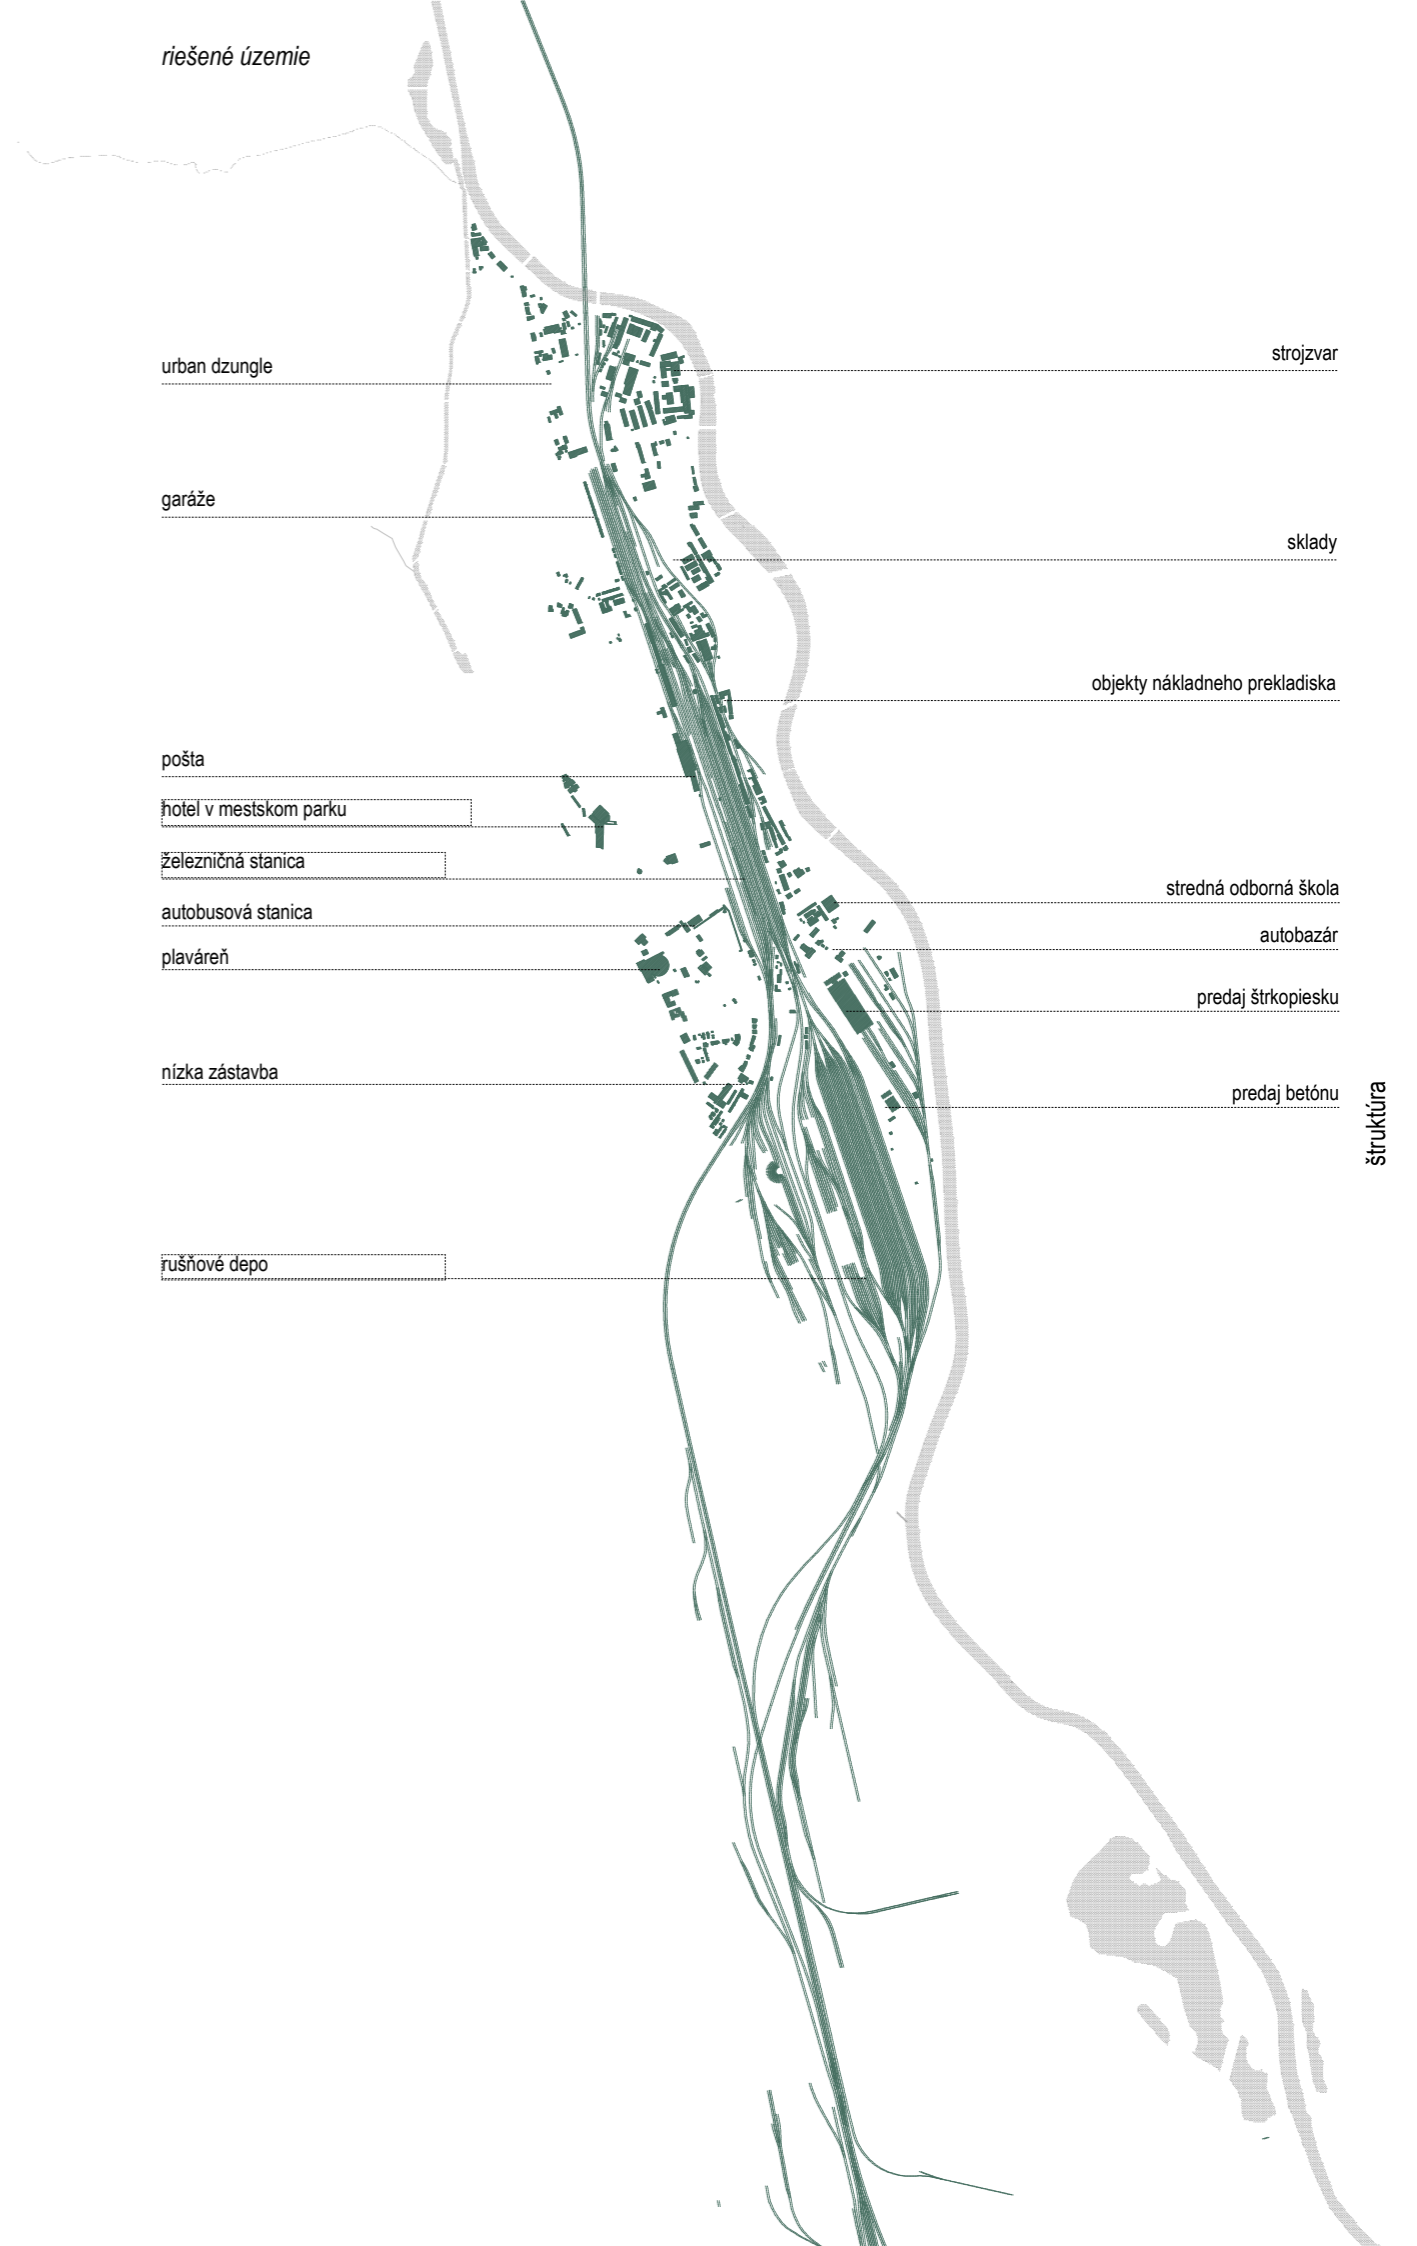 riešené územie
urban dzungle
garáže
pošta
hotel v mestskom parku
železničná stanica
autobusová stanica
plaváreň
nízka zástavba
rušňové depo
strojzvar
sklady
objekty nákladneho prekladiska
stredná odborná škola
autobazár
predaj štrkopiesku
predaj betónu
štruktúra